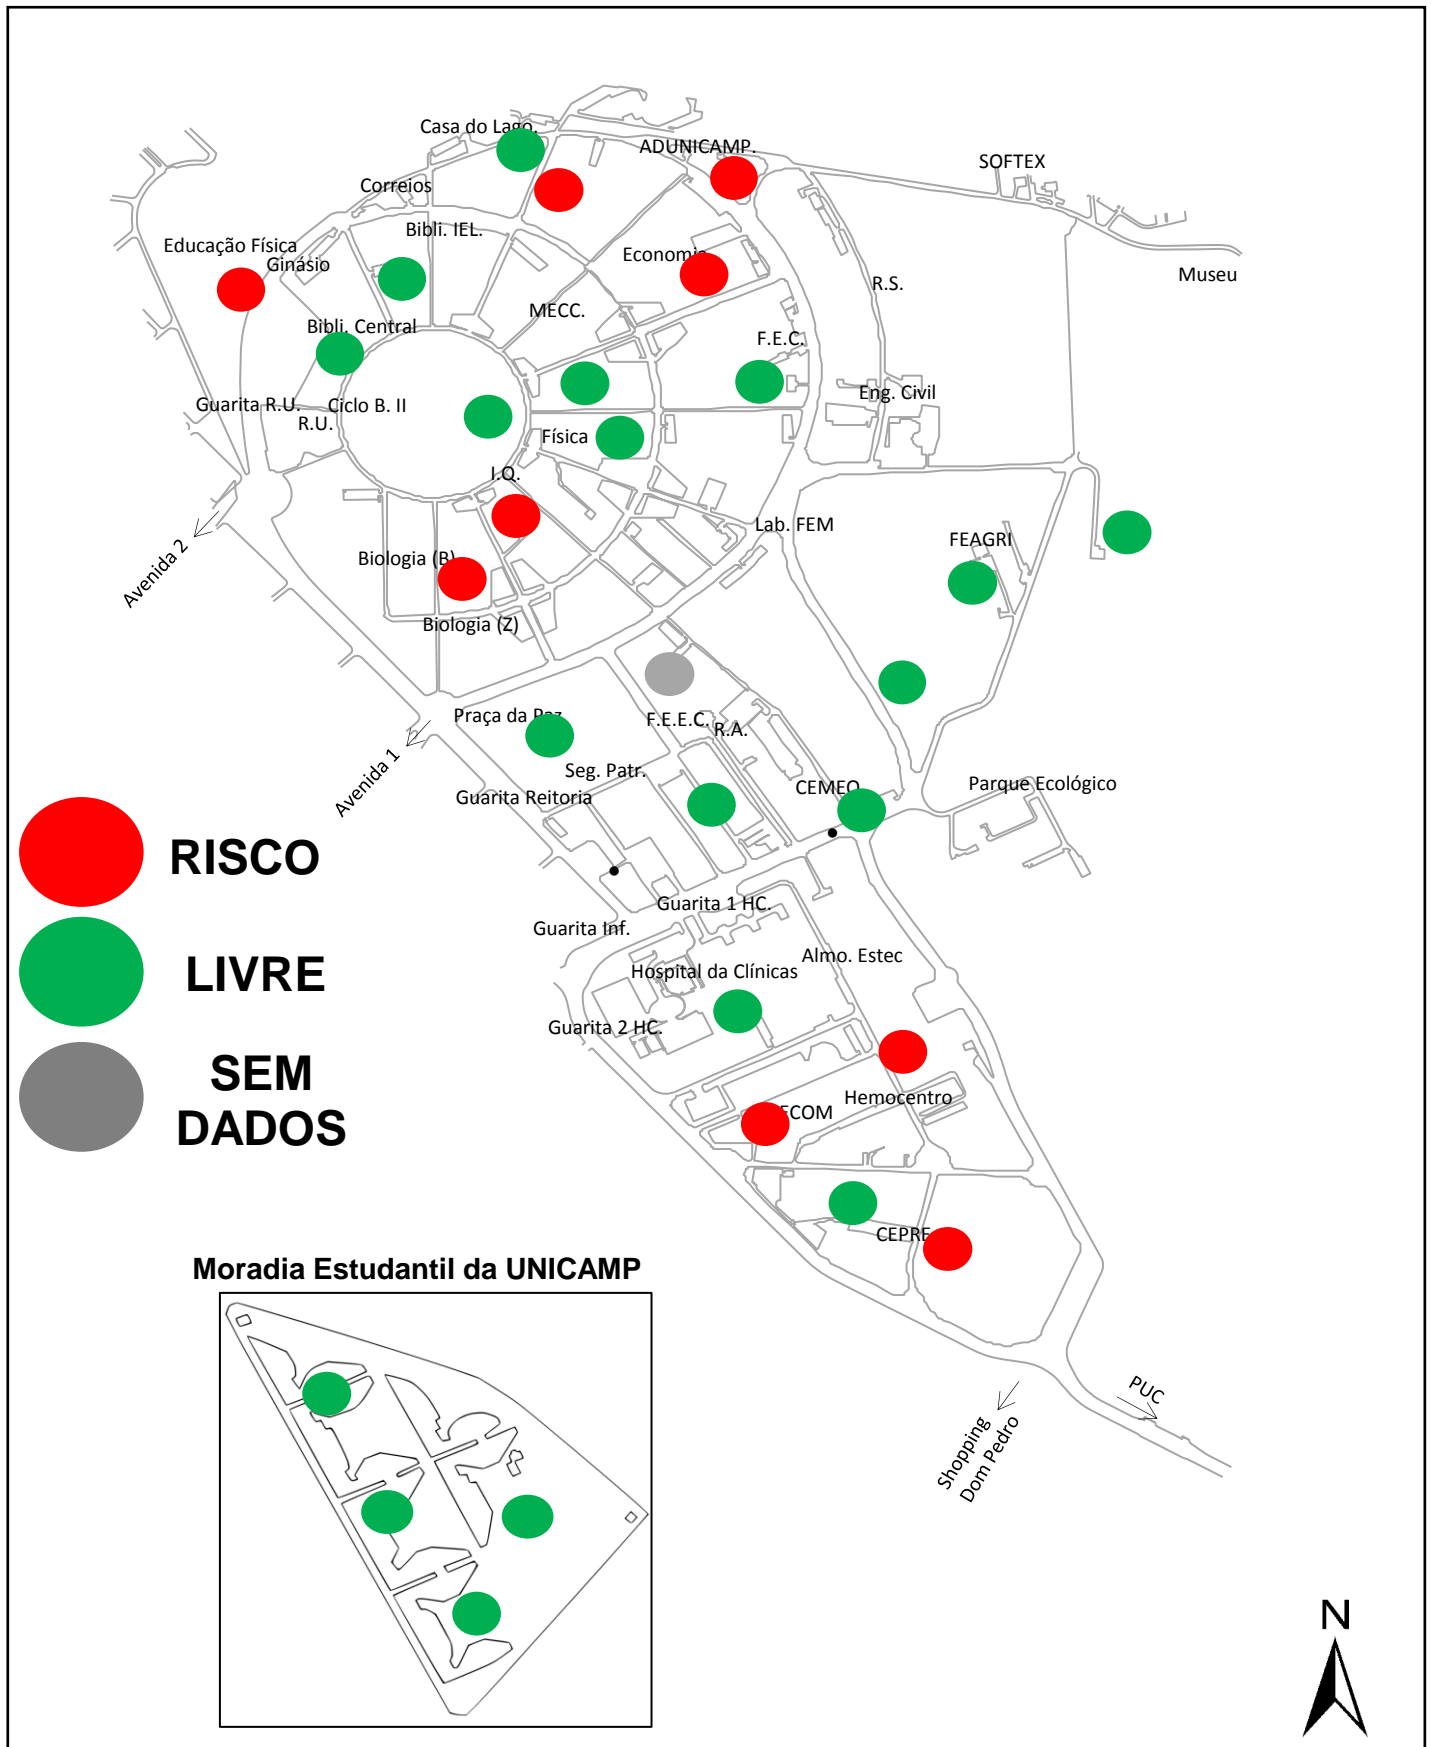 Casa do Lago.
ADUNICAMP.
SOFTEX
Correios
Bibli. IEL.
Educação Física
Ginásio
Economia
Museu
R.S.
MECC.
Bibli. Central
F.E.C.
Eng. Civil
Guarita R.U.
Ciclo B. II
R.U.
Física
I.Q.
Lab. FEM
FEAGRI
Biologia (B)
Avenida 2
Biologia (Z)
Praça da Paz
F.E.E.C.
R.A.
Avenida 1
Seg. Patr.
Guarita Reitoria
CEMEQ
Parque Ecológico
RISCO
Guarita 1 HC.
Guarita Inf.
Almo. Estec
LIVRE
Hospital da Clínicas
Guarita 2 HC.
SEM
DADOS
Hemocentro
ECOM
CEPRE
Moradia Estudantil da UNICAMP
PUC
Shopping
Dom Pedro
N